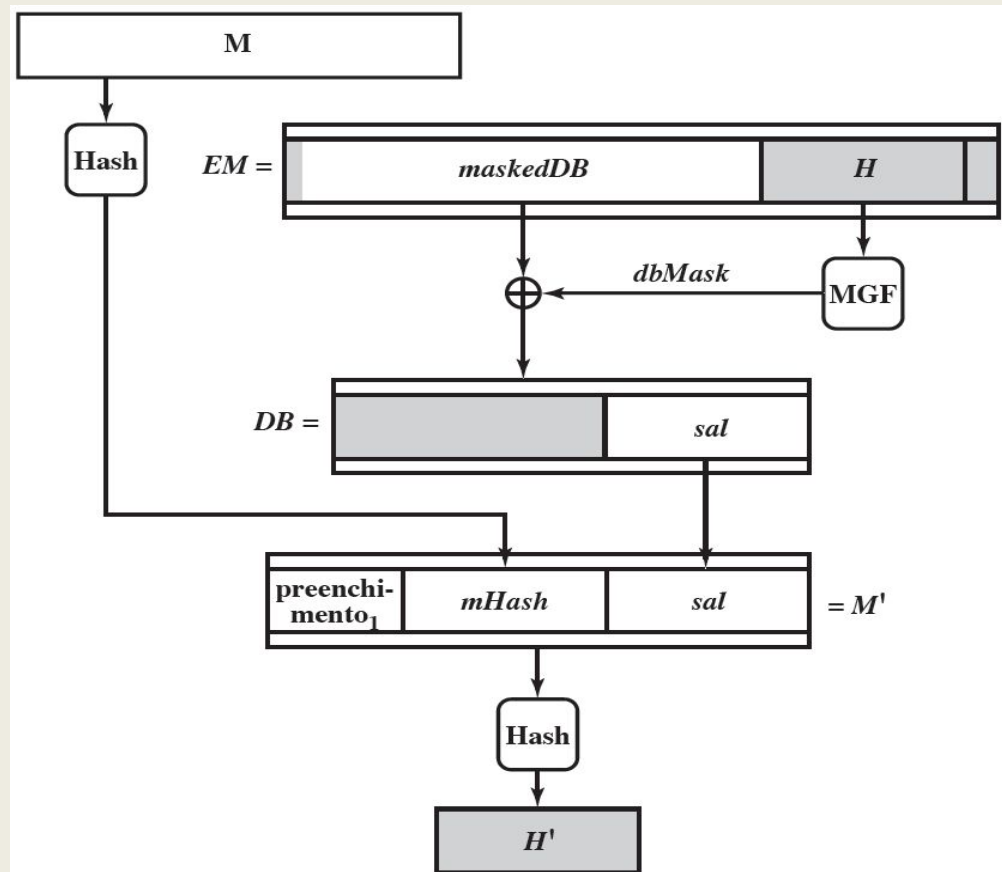 M
Hash
EM =
maskedDB
H
dbMask
MGF
DB =
sal
preenchi-
mento₁
mHash
sal
= M'
Hash
H'